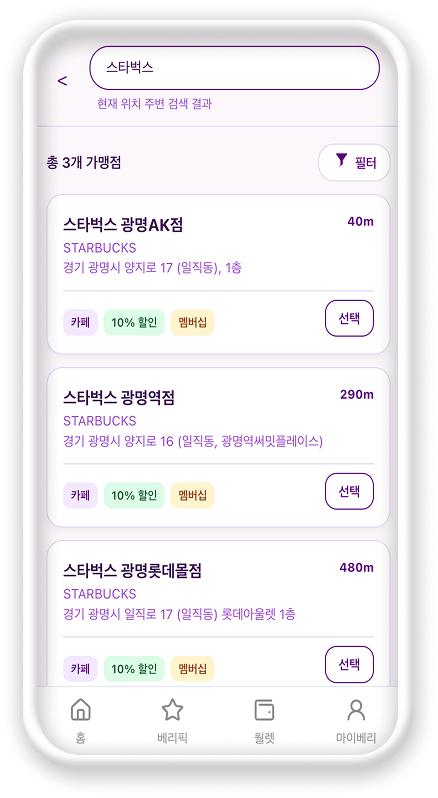 <
스타벅스
현재 위치 주변 검색 결과
총 3개 가맹점
필터
스타벅스 광명AK점
40m
STARBUCKS
경기 광명시 양지로 17 (일직동), 1층
카페
10% 할인
멤버십
선택
스타벅스 광명역점
290m
STARBUCKS
경기 광명시 양지로 16 (일직동, 광명역써밋플레이스)
카페
10% 할인
멤버십
선택
스타벅스 광명롯데몰점
480m
STARBUCKS
경기 광명시 일직로 17 (일직동) 롯데아울렛 1층
카페
10% 할인
멤버십
선택
홈
베리픽
월렛
마이베리